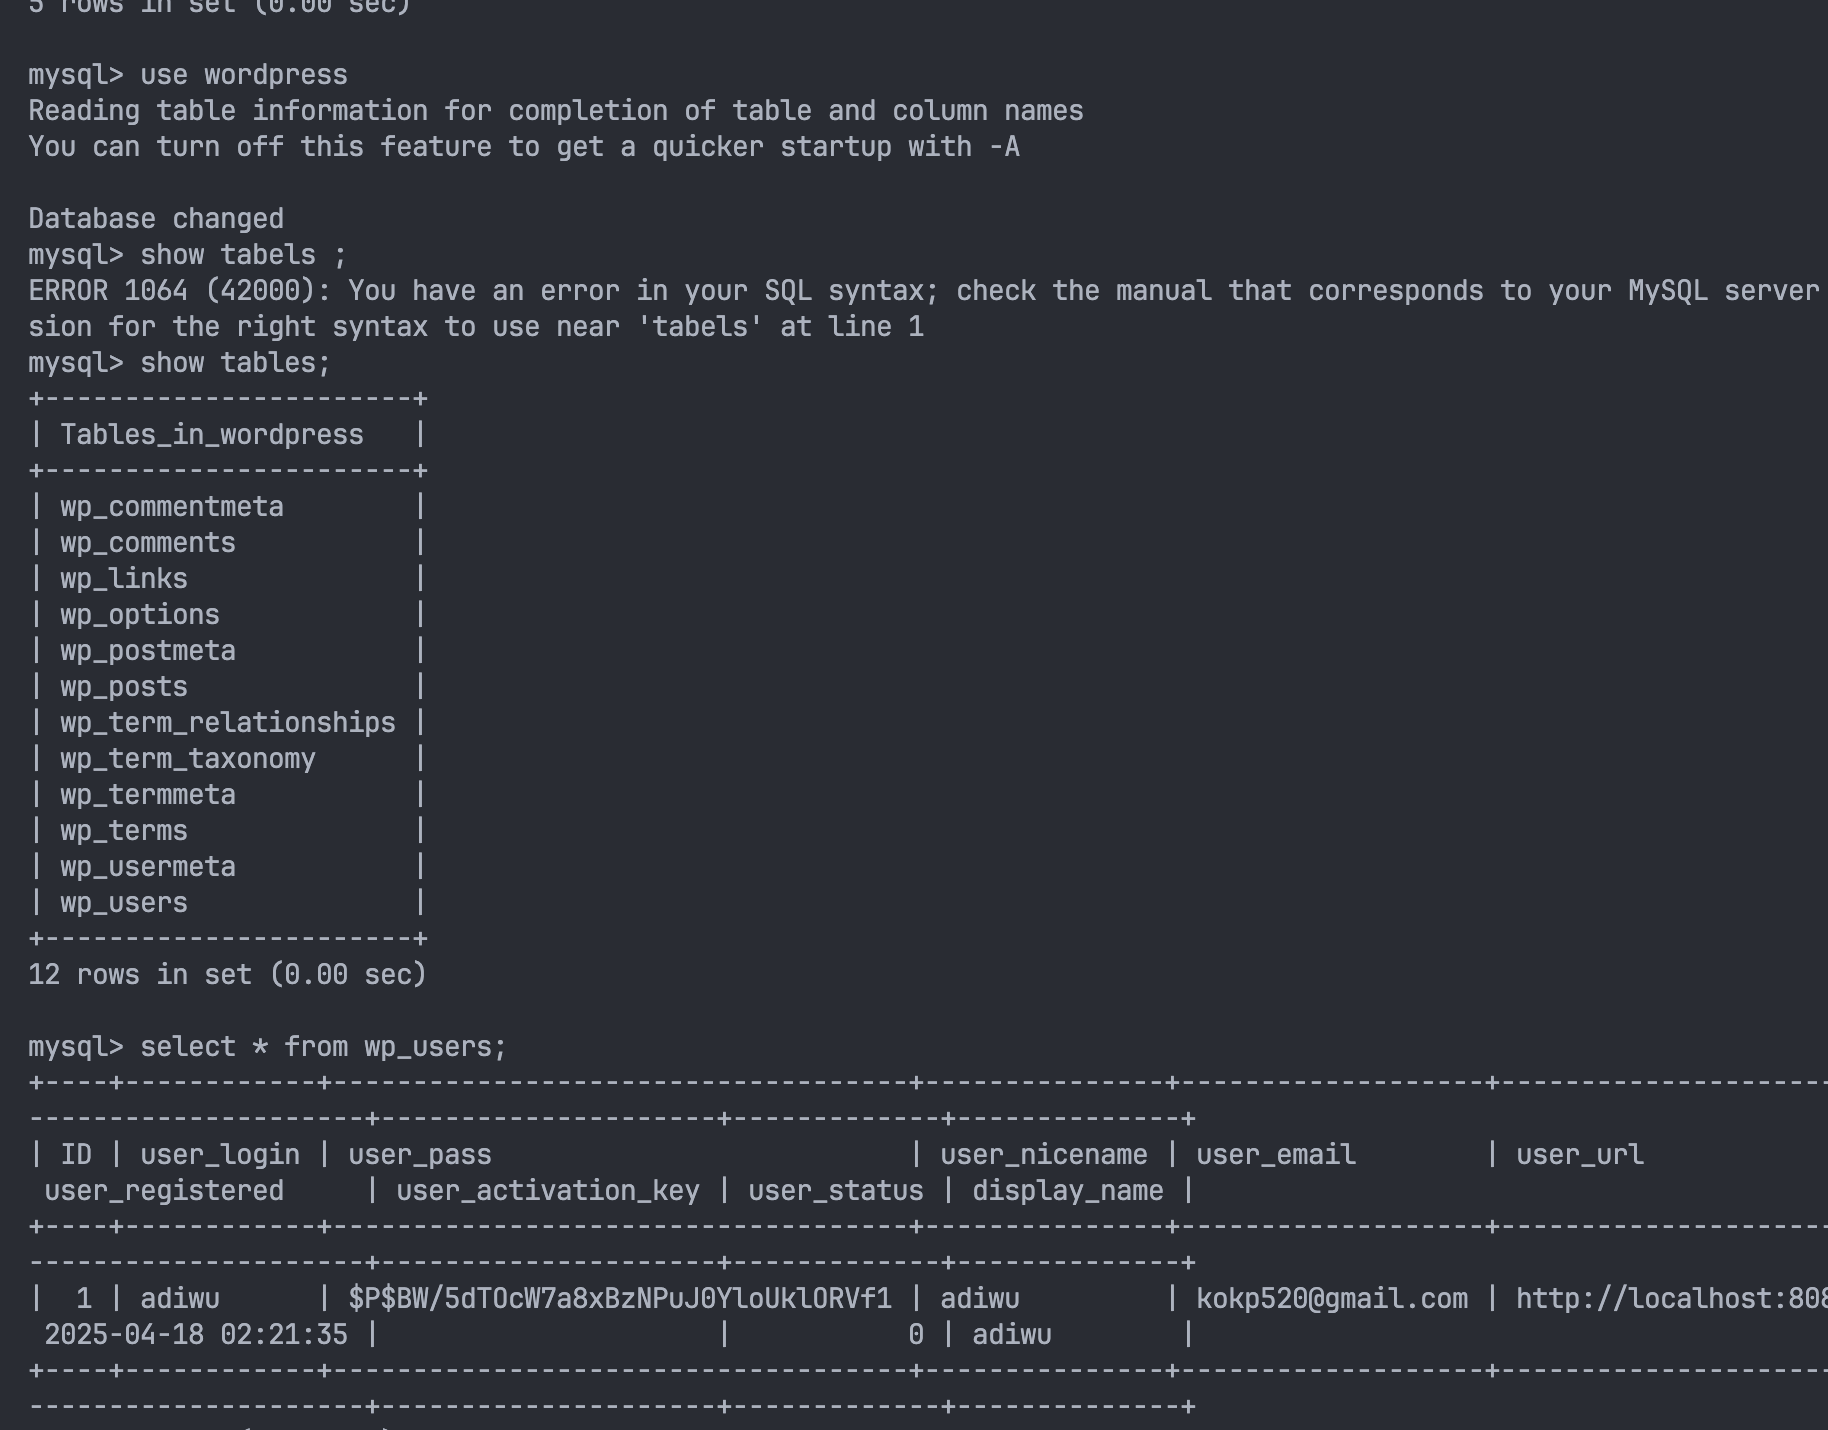 5 rows in set (0.00 sec)
mysql> use wordpress
Reading table information for completion of table and column names
You can turn off this feature to get a quicker startup with -A
Database changed
mysql> show tabels ;
ERROR 1064 (42000): You have an error in your SQL syntax; check the manual that corresponds to your MySQL server
sion for the right syntax to use near 'tabels' at line 1
mysql> show tables;
+-----------------------+
| Tables_in_wordpress   |
+-----------------------+
| wp_commentmeta        |
| wp_comments           |
| wp_links              |
| wp_options            |
| wp_postmeta           |
| wp_posts              |
| wp_term_relationships |
| wp_term_taxonomy      |
| wp_termmeta           |
| wp_terms              |
| wp_usermeta           |
| wp_users              |
+-----------------------+
12 rows in set (0.00 sec)
mysql> select * from wp_users;
+----+------------+------------------------------------+---------------+-------------------+---------------------
---------------------+---------------------+-------------+--------------+
| ID | user_login | user_pass                          | user_nicename | user_email        | user_url
 user_registered     | user_activation_key | user_status | display_name |
+----+------------+------------------------------------+---------------+-------------------+---------------------
---------------------+---------------------+-------------+--------------+
|  1 | adiwu      | $P$BW/5dTOcW7a8xBzNPuJ0YloUklORVf1 | adiwu         | kokp520@gmail.com | http://localhost:808
 2025-04-18 02:21:35 |                     |           0 | adiwu        |
+----+------------+------------------------------------+---------------+-------------------+---------------------
---------------------+---------------------+-------------+--------------+